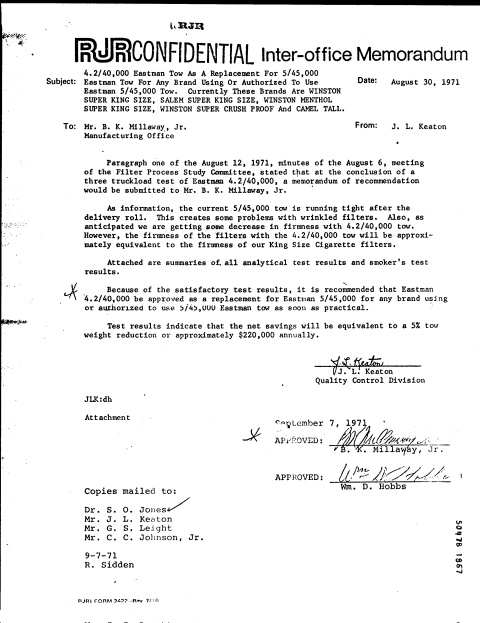 RJR
RJR CONFIDENTIAL Inter-office Memorandum
Subject: 4.2/40,000 Eastman Tow As A Replacement For 5/45,000
Eastman Tow For Any Brand Using Or Authorized To Use
Eastman 5/45,000 Tow. Currently These Brands Are WINSTON
SUPER KING SIZE, SALEM SUPER KING SIZE, WINSTON MENTHOL
SUPER KING SIZE, WINSTON SUPER CRUSH PROOF And CAMEL TALL.
Date: August 30, 1971
To: Mr. B. K. Millaway, Jr.
Manufacturing Office
From: J. L. Keaton
Paragraph one of the August 12, 1971, minutes of the August 6, meeting
of the Filter Process Study Committee, stated that at the conclusion of a
three truckload test of Eastman 4.2/40,000, a memorandum of recommendation
would be submitted to Mr. B. K. Millaway, Jr.
As information, the current 5/45,000 tow is running tight after the
delivery roll. This creates some problems with wrinkled filters. Also, as
anticipated we are getting some decrease in firmness with 4.2/40,000 tow.
However, the firmness of the filters with the 4.2/40,000 tow will be approxi-
mately equivalent to the firmness of our King Size Cigarette filters.
Attached are summaries of all analytical test results and smoker's test
results.
Because of the satisfactory test results, it is recommended that Eastman
4.2/40,000 be approved as a replacement for Eastman 5/45,000 for any brand using
or authorized to use 5/45,000 Eastman tow as soon as practical.
Test results indicate that the net savings will be equivalent to a 5% tow
weight reduction or approximately $220,000 annually.
J. L. Keaton
J. L. Keaton
Quality Control Division
JLK:dh
Attachment
September 7, 1971
APPROVED: B K Millaway Jr
B. K. Millaway, Jr.
APPROVED: Wm D Hobbs
Wm. D. Hobbs
Copies mailed to:
Dr. S. O. Jones
Mr. J. L. Keaton
Mr. G. S. Leight
Mr. C. C. Johnson, Jr.
9-7-71
R. Sidden
50478 1867
RJRI FORM 2422—Rev. 7/70